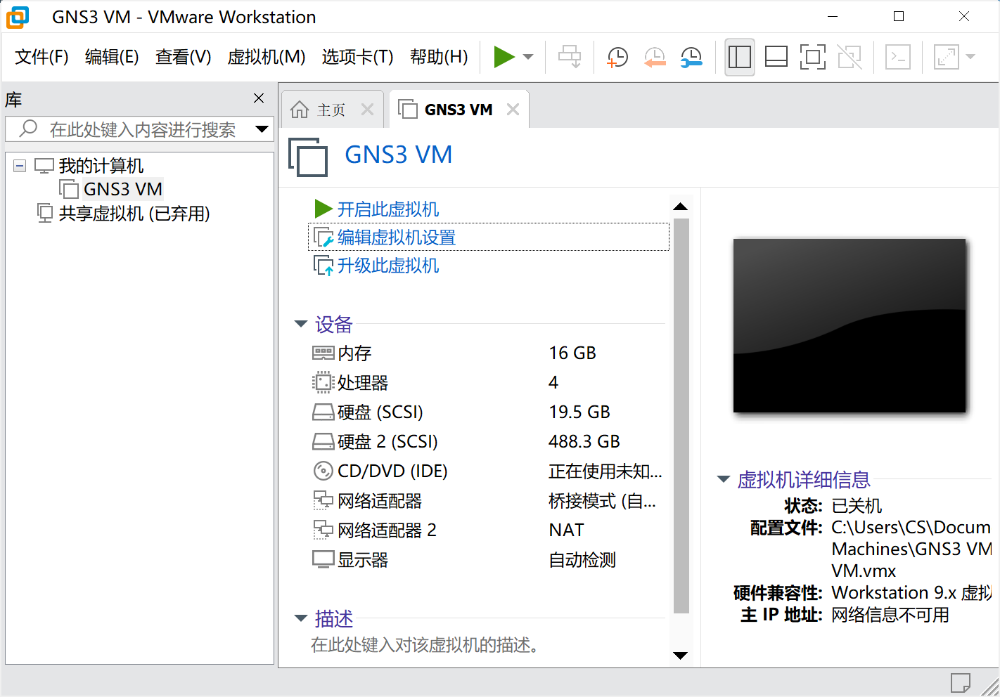 GNS3 VM - VMware Workstation
文件(F) 编辑(E) 查看(V) 虚拟机(M) 选项卡(T) 帮助(H)
库
在此处键入内容进行搜索
我的计算机
GNS3 VM
共享虚拟机 (已弃用)
主页
GNS3 VM
GNS3 VM
开启此虚拟机
编辑虚拟机设置
升级此虚拟机
设备
内存 16 GB
处理器 4
硬盘 (SCSI) 19.5 GB
硬盘 2 (SCSI) 488.3 GB
CD/DVD (IDE) 正在使用未知...
网络适配器 桥接模式 (自...
网络适配器 2 NAT
显示器 自动检测
描述
在此处键入对该虚拟机的描述。
虚拟机详细信息
状态: 已关机
配置文件: C:\Users\CS\Docum
Machines\GNS3 VM
VM.vmx
硬件兼容性: Workstation 9.x 虚拟
主 IP 地址: 网络信息不可用